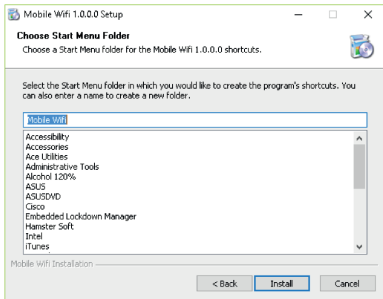 Mobile Wifi 1.0.0.0 Setup
Choose Start Menu Folder
Choose a Start Menu folder for the Mobile Wifi 1.0.0.0 shortcuts.
Select the Start Menu folder in which you would like to create the program's shortcuts. You
can also enter a name to create a new folder.
Mobile Wifi
Accessibility
Accessories
Ace Utilities
Administrative Tools
Alcohol 120%
ASUS
ASUSDVD
Cisco
Embedded Lockdown Manager
Hamster Soft
Intel
iTunes
Mobile Wifi Installation
< Back
Install
Cancel